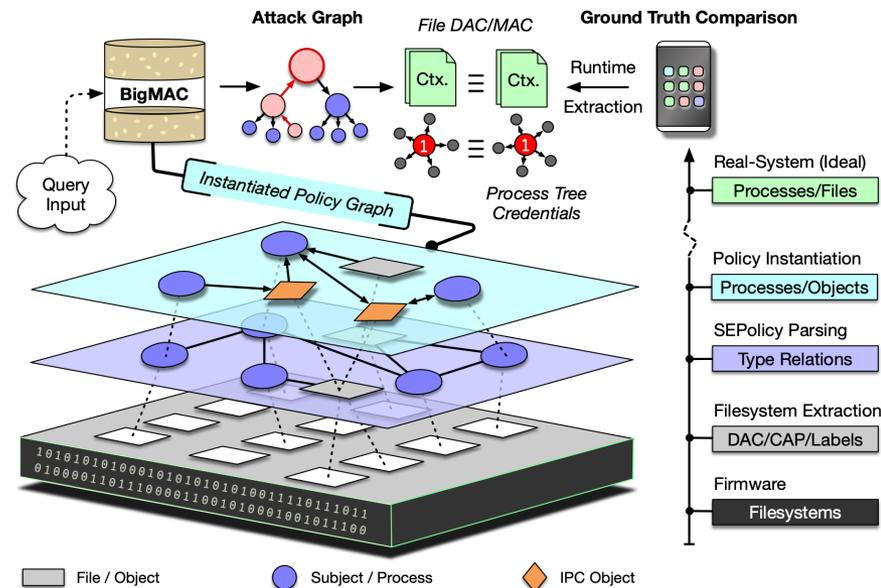 Attack Graph
File DAC/MAC
Ground Truth Comparison
BigMAC
Ctx.
Ctx.
Runtime
Extraction
1
1
Query
Input
Instantiated Policy Graph
Process Tree
Credentials
Real-System (Ideal)
Processes/Files
Policy Instantiation
Processes/Objects
SEPolicy Parsing
Type Relations
Filesystem Extraction
DAC/CAP/Labels
Firmware
Filesystems
File / Object
Subject / Process
IPC Object